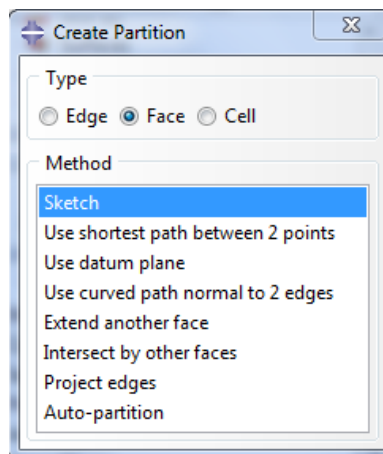 Create Partition
Type
Edge Face Cell
Method
Sketch
Use shortest path between 2 points
Use datum plane
Use curved path normal to 2 edges
Extend another face
Intersect by other faces
Project edges
Auto-partition